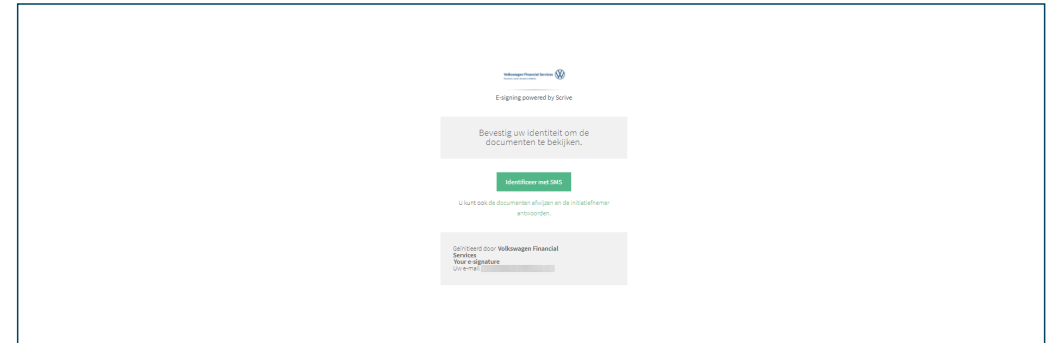 Volkswagen Financial Services
E-signing powered by Scrive
Bevestig uw identiteit om de
documenten te bekijken.
Identificeer met SMS
U kunt ook de documenten afwijzen en de initiatiefnemer
antwoorden.
Geïnitieerd door Volkswagen Financial
Services
Your e-signature
Uw e-mail